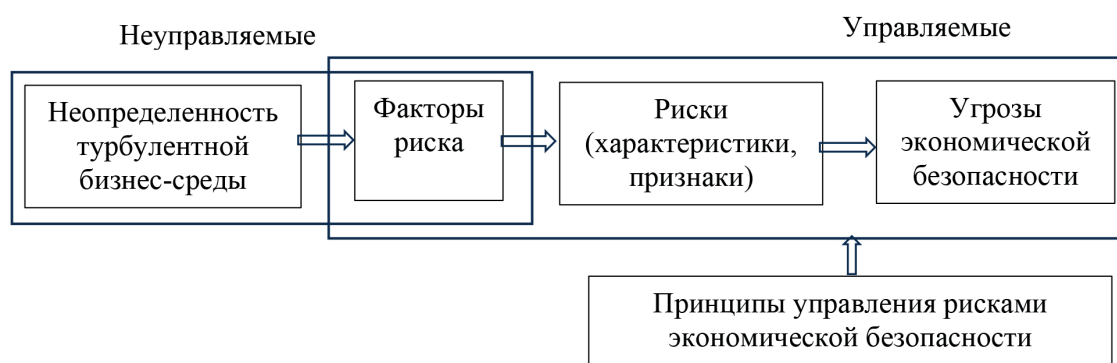 Неуправляемые
Управляемые
Неопределенность
турбулентной
бизнес-среды
Факторы
риска
Риски
(характеристики,
признаки)
Угрозы
экономической
безопасности
Принципы управления рисками
экономической безопасности